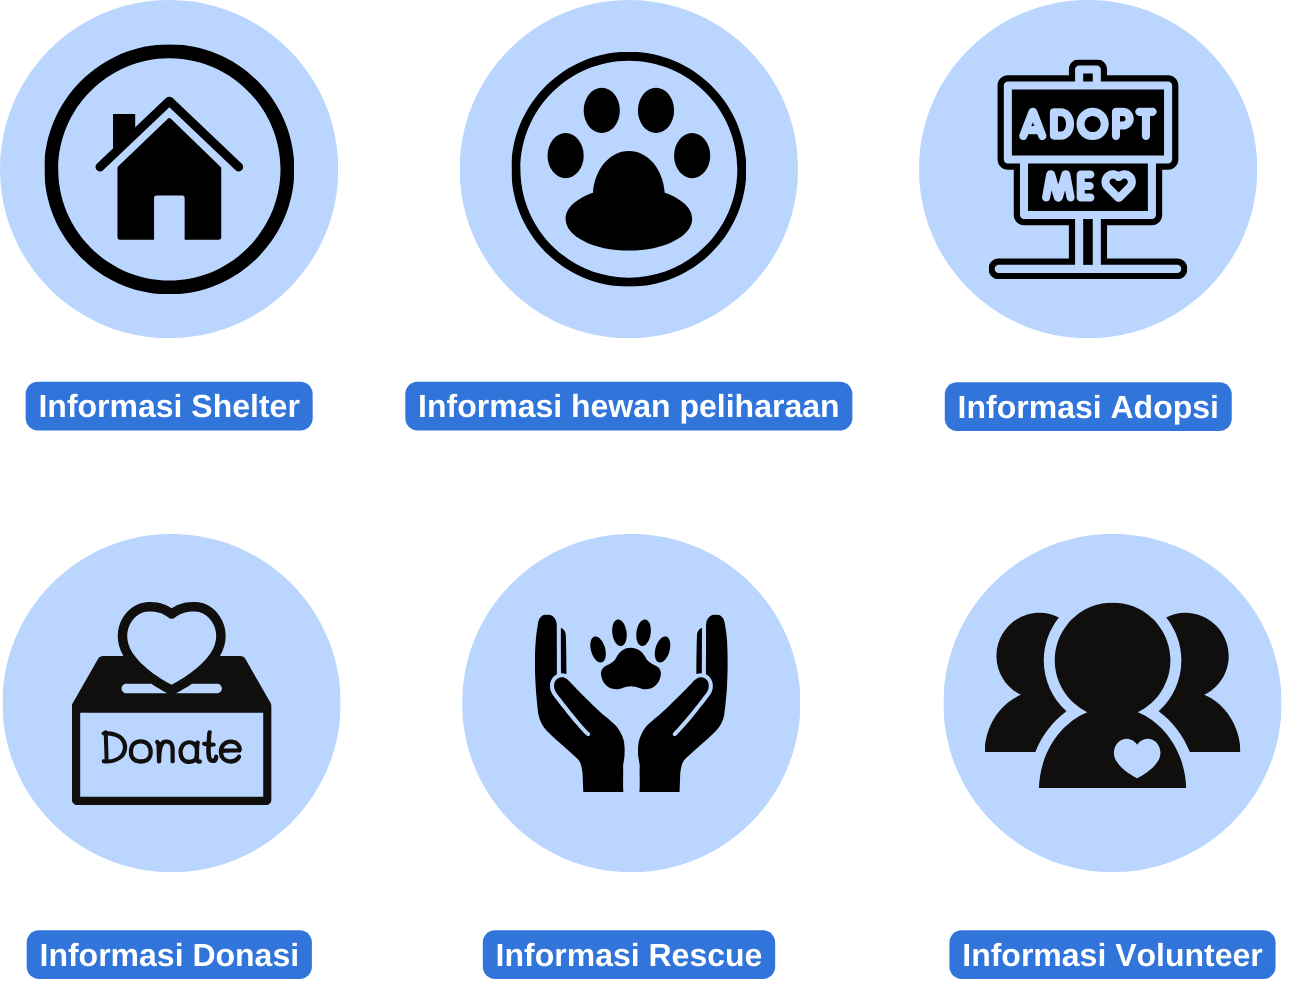 ADOPT
ME
Informasi Shelter
Informasi hewan peliharaan
Informasi Adopsi
Donate
Informasi Donasi
Informasi Rescue
Informasi Volunteer